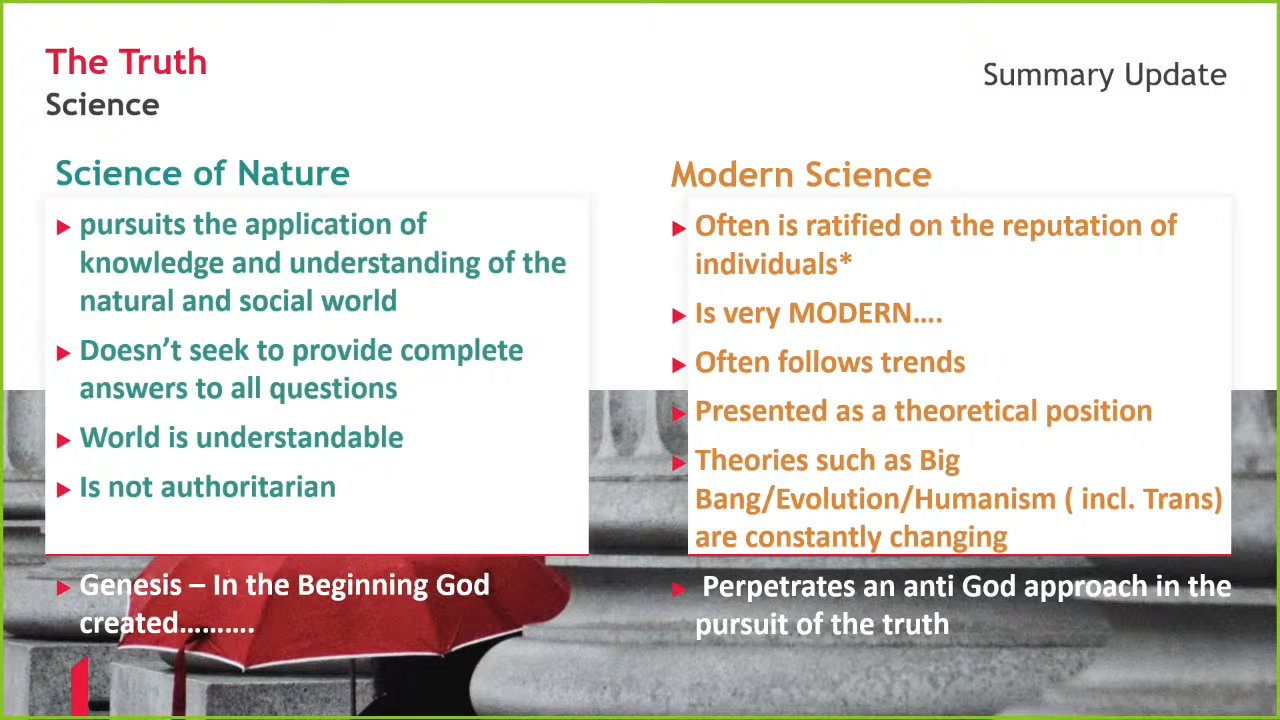 The Truth
Science
Summary Update
Science of Nature
pursuits the application of
knowledge and understanding of the
natural and social world
Doesn’t seek to provide complete
answers to all questions
World is understandable
Is not authoritarian
Genesis – In the Beginning God
created……….
Modern Science
Often is ratified on the reputation of
individuals*
Is very MODERN….
Often follows trends
Presented as a theoretical position
Theories such as Big
Bang/Evolution/Humanism ( incl. Trans)
are constantly changing
Perpetrates an anti God approach in the
pursuit of the truth